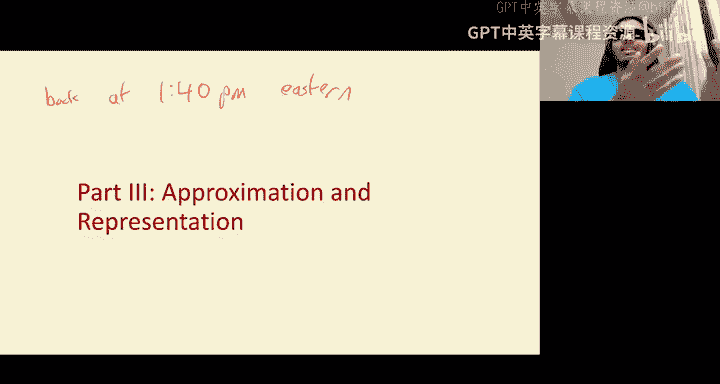 GPT中英字幕课程资源
back at 1:40 pm eastern
Part III: Approximation and
Representation